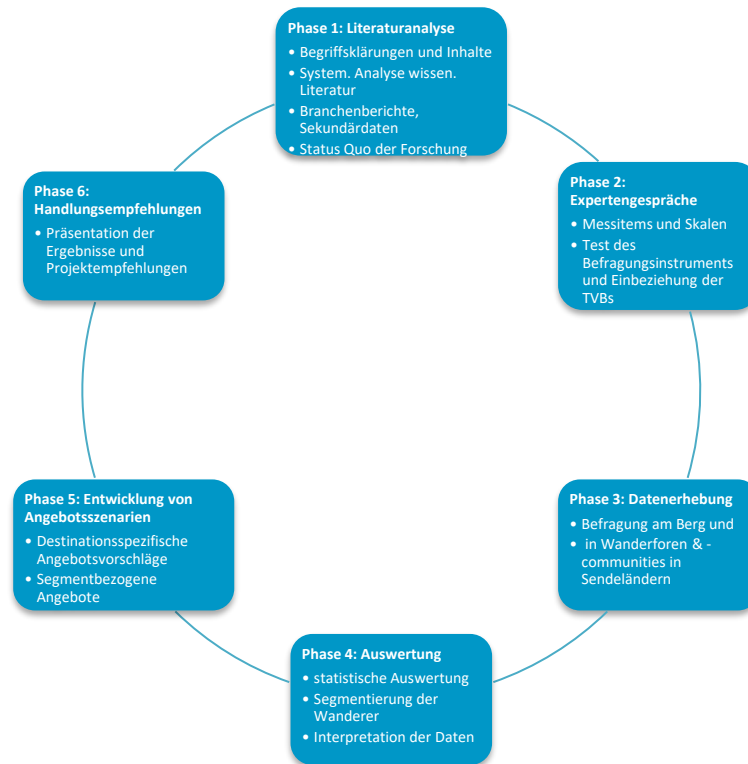 Phase 1: Literaturanalyse
• Begriffsklärungen und Inhalte
• System. Analyse wissen.
Literatur
• Branchenberichte,
Sekundärdaten
• Status Quo der Forschung
Phase 2:
Expertengespräche
• Messitems und Skalen
• Test des
Befragungsinstruments
und Einbeziehung der
TVBs
Phase 3: Datenerhebung
• Befragung am Berg und
• in Wanderforen & -
communities in
Sendeländern
Phase 4: Auswertung
• statistische Auswertung
• Segmentierung der
Wanderer
• Interpretation der Daten
Phase 5: Entwicklung von
Angebotsszenarien
• Destinationsspezifische
Angebotsvorschläge
• Segmentbezogene
Angebote
Phase 6:
Handlungsempfehlungen
• Präsentation der
Ergebnisse und
Projektempfehlungen